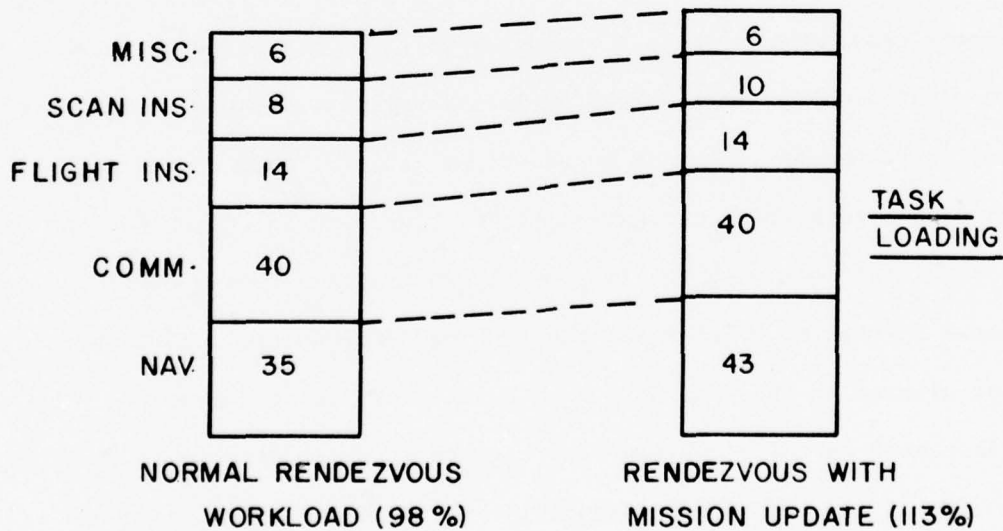 MISC·
6
6
SCAN INS·
8
10
FLIGHT INS·
14
14
COMM·
40
40
NAV.
35
43
TASK
LOADING
NORMAL RENDEZVOUS
WORKLOAD (98%)
RENDEZVOUS WITH
MISSION UPDATE (113%)